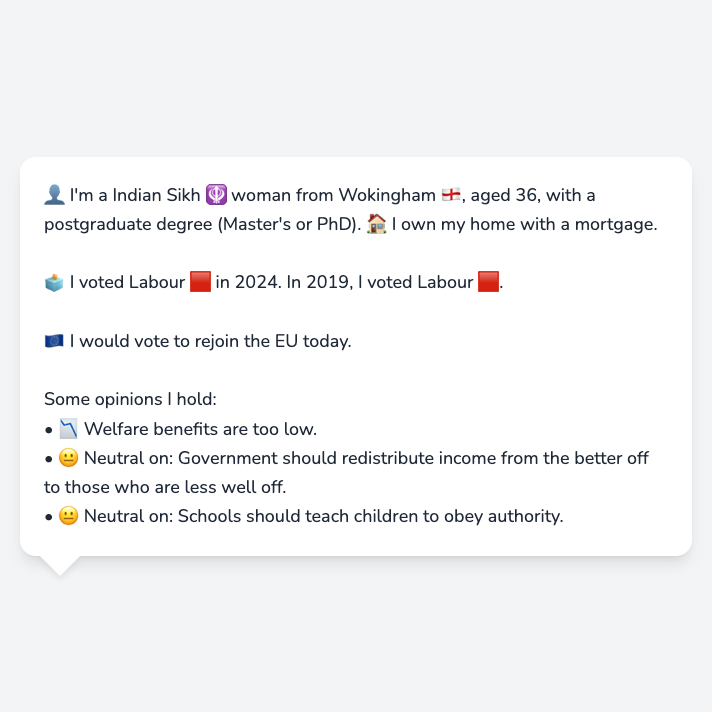 👤 I'm a Indian Sikh 🪯 woman from Wokingham 🏴󠁧󠁢󠁥󠁮󠁧󠁿, aged 36, with a
postgraduate degree (Master's or PhD). 🏠 I own my home with a mortgage.
🗳️ I voted Labour 🟥 in 2024. In 2019, I voted Labour 🟥.
🇪🇺 I would vote to rejoin the EU today.
Some opinions I hold:
• 📉 Welfare benefits are too low.
• 😐 Neutral on: Government should redistribute income from the better off
to those who are less well off.
• 😐 Neutral on: Schools should teach children to obey authority.